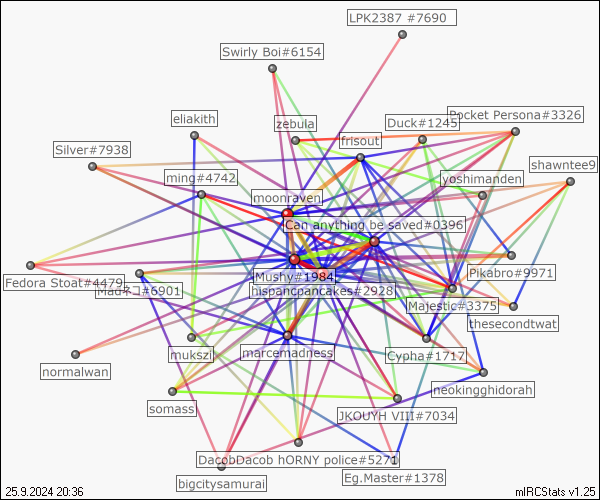 LPK2387 #7690
Swirly Boi#6154
eliakith
zebula
Duck#1245
Pocket Persona#3326
Silver#7938
frisout
shawntee9
ming#4742
yoshimanden
moonraven
Can anything be saved#0396
Fedora Stoat#4479
Mushy#1984
Pikabro#9971
hispancpancakes#2928
Majestic#3375
thesecondtwat
mukszi
marcemadness
Cypha#1717
normalwan
neokingghidorah
somass
JKOUYH VIII#7034
DacobDacob hORNY police#5271
bigcitysamurai
Eg.Master#1378
25.9.2024 20:36
mIRCStats v1.25